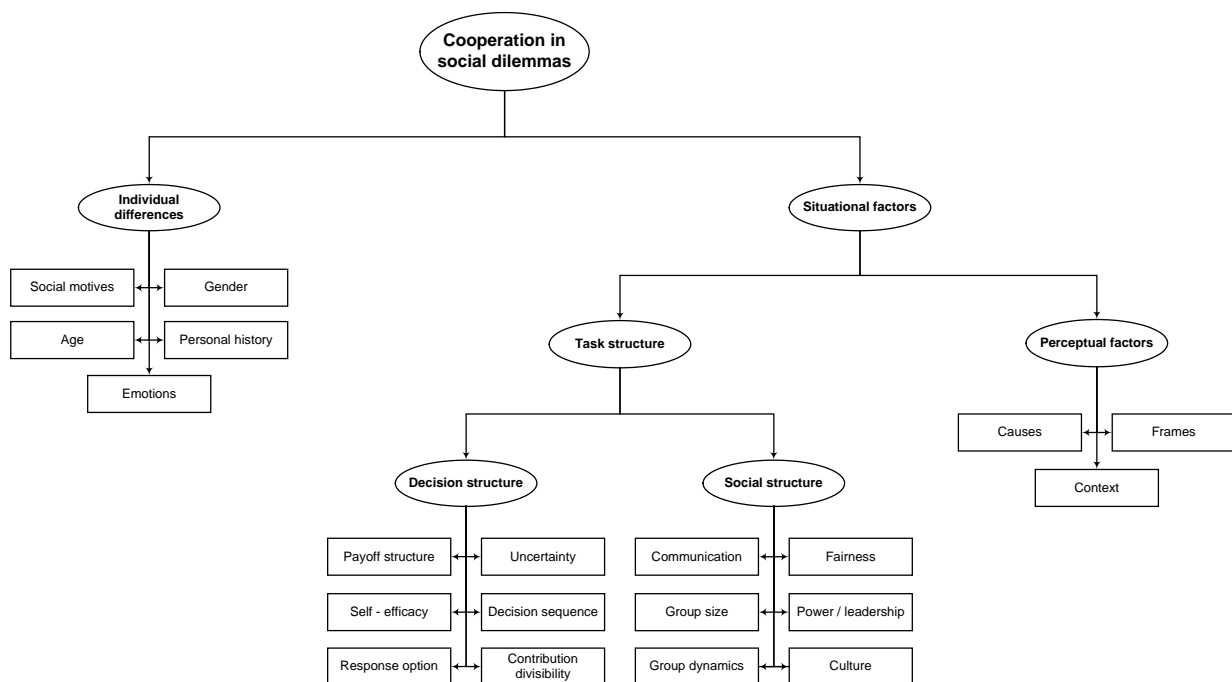 Cooperation in
social dilemmas
Individual
differences
Situational factors
Social motives
Gender
Age
Personal history
Emotions
Task structure
Perceptual factors
Causes
Frames
Context
Decision structure
Social structure
Payoff structure
Uncertainty
Communication
Fairness
Self - efficacy
Decision sequence
Group size
Power / leadership
Response option
Contribution
divisibility
Group dynamics
Culture